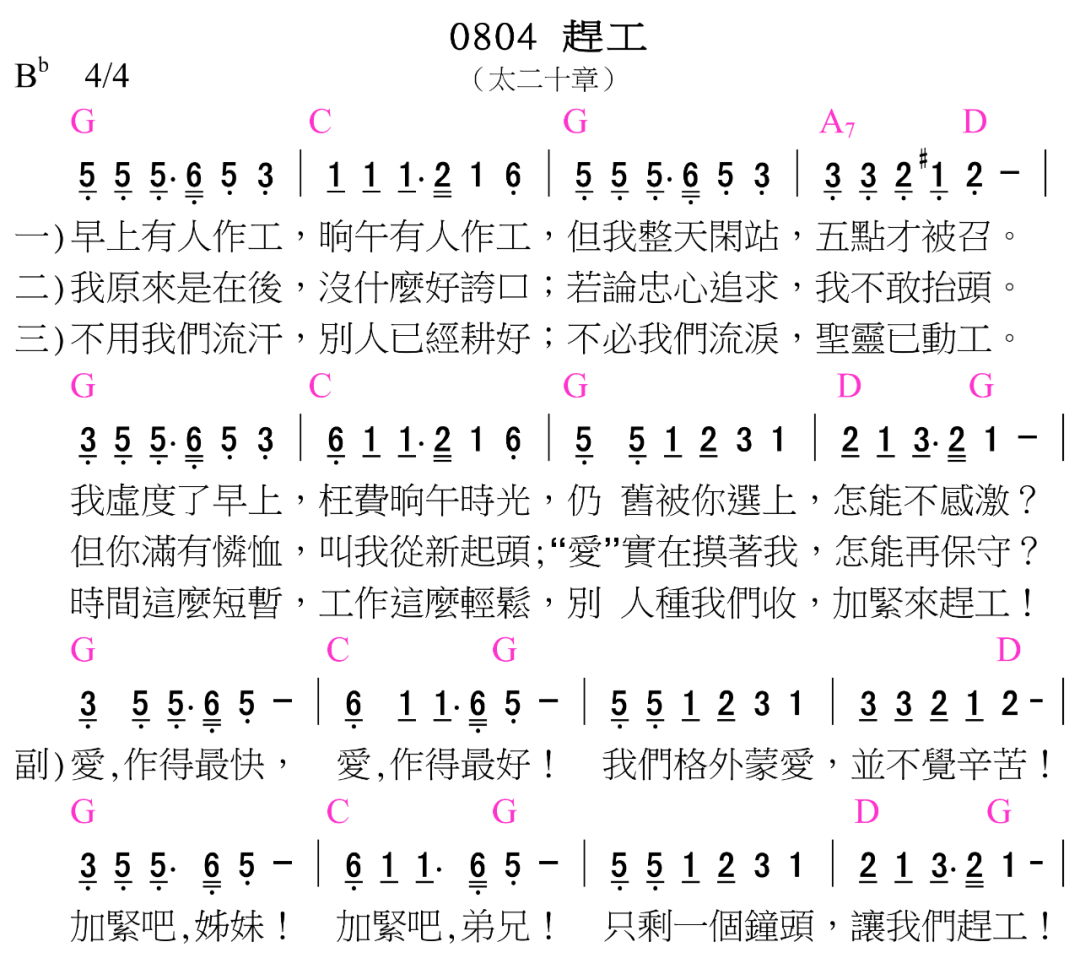 0804 趕工
B♭ 4/4 （太二十章）
G C G A7 D
5 5 5· 6 5 3 | 1 1 1· 2 1 6 | 5 5 5· 6 5 3 | 3 3 2 #1 2 － |
一)早上有人作工，晌午有人作工，但我整天閑站，五點才被召。
二)我原來是在後，沒什麼好誇口；若論忠心追求，我不敢抬頭。
三)不用我們流汗，別人已經耕好；不必我們流淚，聖靈已動工。
G C G D G
3 5 5· 6 5 3 | 6 1 1· 2 1 6 | 5 5 1 2 3 1 | 2 1 3· 2 1 － |
我虛度了早上，枉費晌午時光，仍 舊被你選上，怎能不感激？
但你滿有憐恤，叫我從新起頭;“愛”實在摸著我，怎能再保守？
時間這麼短暫，工作這麼輕鬆，別 人種我們收，加緊來趕工！
G C G D
3 5 5· 6 5 － | 6 1 1· 6 5 － | 5 5 1 2 3 1 | 3 3 2 1 2 - |
副)愛,作得最快， 愛,作得最好！ 我們格外蒙愛，並不覺辛苦！
G C G D G
3 5 5· 6 5 － | 6 1 1· 6 5 － | 5 5 1 2 3 1 | 2 1 3· 2 1 - |
加緊吧,姊妹！ 加緊吧,弟兄！ 只剩一個鐘頭，讓我們趕工！